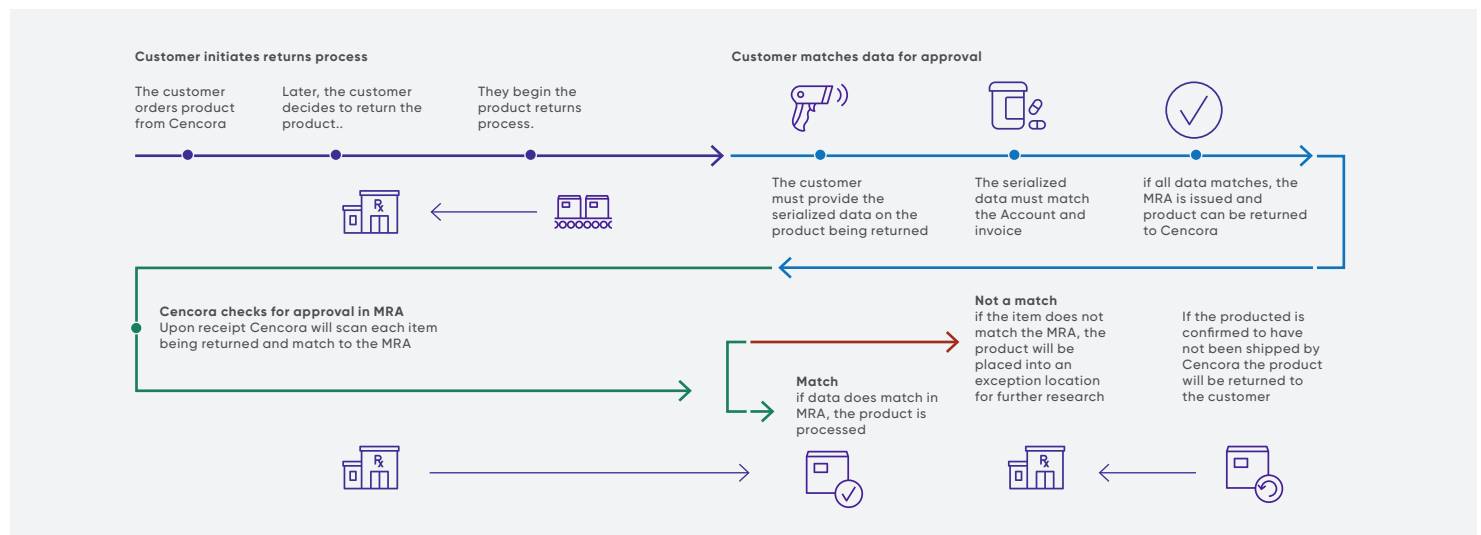 Customer initiates returns process
The customer
orders product
from Cencora
Later, the customer
decides to return the
product..
They begin the
product returns
process.
Customer matches data for approval
The customer
must provide the
serialized data on the
product being returned
The serialized
data must match
the Account and
invoice
if all data matches, the
MRA is issued and
product can be returned
to Cencora
Rx
Cencora checks for approval in MRA
Upon receipt Cencora will scan each item
being returned and match to the MRA
Match
if data does match in
MRA, the product is
processed
Not a match
if the item does not
match the MRA, the
product will be
placed into an
exception location
for further research
If the producted is
confirmed to have
not been shipped by
Cencora the product
will be returned to
the customer
Rx
Rx